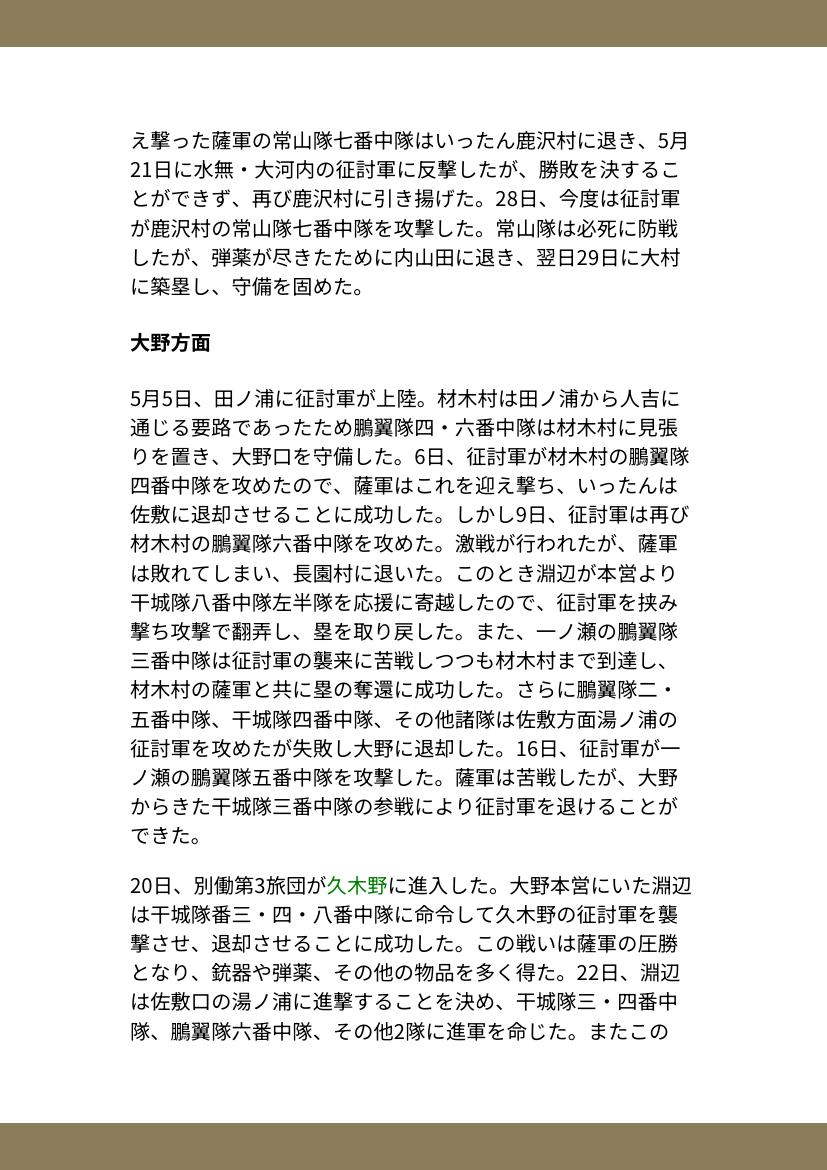 え撃った薩軍の常山隊七番中隊はいったん鹿沢村に退き、5月
21日に水無・大河内の征討軍に反撃したが、勝敗を決するこ
とができず、再び鹿沢村に引き揚げた。28日、今度は征討軍
が鹿沢村の常山隊七番中隊を攻撃した。常山隊は必死に防戦
したが、弾薬が尽きたために内山田に退き、翌日29日に大村
に築塁し、守備を固めた。
大野方面
5月5日、田ノ浦に征討軍が上陸。材木村は田ノ浦から人吉に
通じる要路であったため鵬翼隊四・六番中隊は材木村に見張
りを置き、大野口を守備した。6日、征討軍が材木村の鵬翼隊
四番中隊を攻めたので、薩軍はこれを迎え撃ち、いったんは
佐敷に退却させることに成功した。しかし9日、征討軍は再び
材木村の鵬翼隊六番中隊を攻めた。激戦が行われたが、薩軍
は敗れてしまい、長園村に退いた。このとき淵辺が本営より
干城隊八番中隊左半隊を応援に寄越したので、征討軍を挟み
撃ち攻撃で翻弄し、塁を取り戻した。また、一ノ瀬の鵬翼隊
三番中隊は征討軍の襲来に苦戦しつつも材木村まで到達し、
材木村の薩軍と共に塁の奪還に成功した。さらに鵬翼隊二・
五番中隊、干城隊四番中隊、その他諸隊は佐敷方面湯ノ浦の
征討軍を攻めたが失敗し大野に退却した。16日、征討軍が一
ノ瀬の鵬翼隊五番中隊を攻撃した。薩軍は苦戦したが、大野
からきた干城隊三番中隊の参戦により征討軍を退けることが
できた。
20日、別働第3旅団が久木野に進入した。大野本営にいた淵辺
は干城隊番三・四・八番中隊に命令して久木野の征討軍を襲
撃させ、退却させることに成功した。この戦いは薩軍の圧勝
となり、銃器や弾薬、その他の物品を多く得た。22日、淵辺
は佐敷口の湯ノ浦に進撃することを決め、干城隊三・四番中
隊、鵬翼隊六番中隊、その他2隊に進軍を命じた。またこの